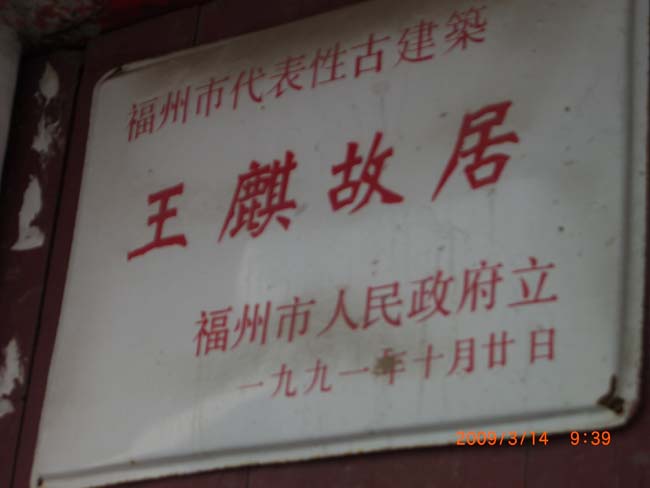 福州市代表性古建築
王麒故居
福州市人民政府立
一九九一年十月廿日
2009/3/14 9:39